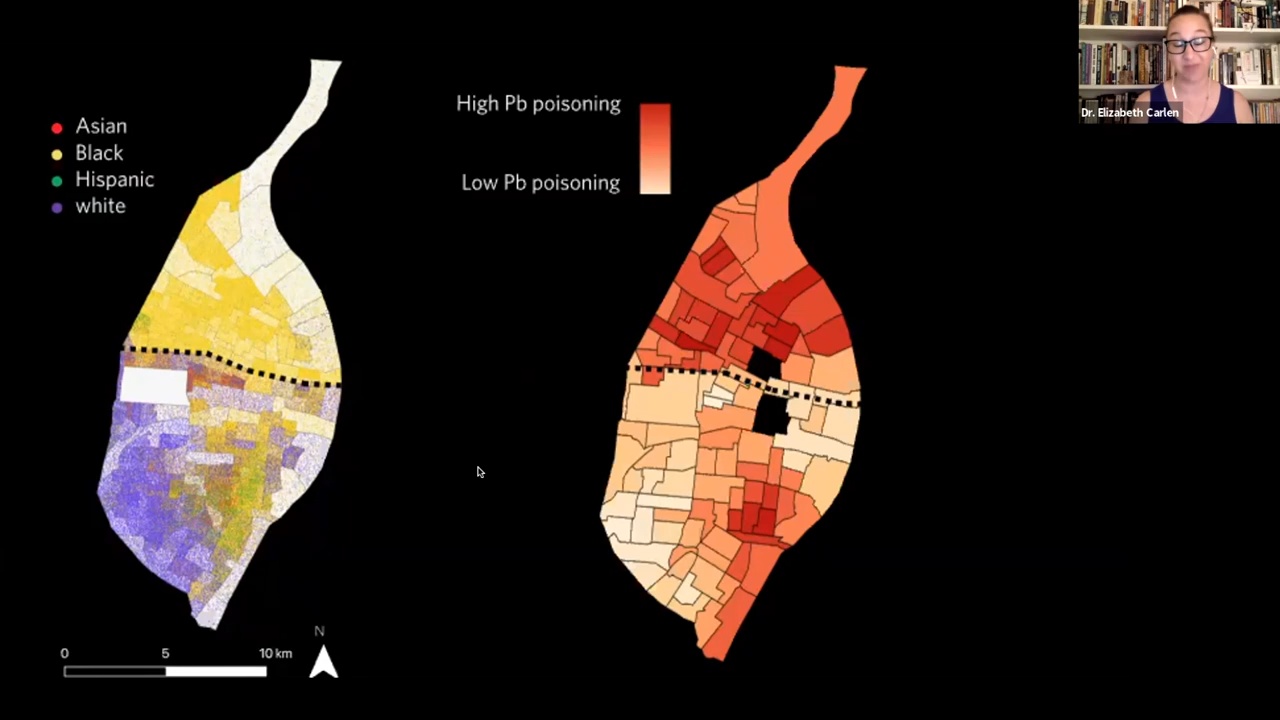 Asian
Black
Hispanic
white
High Pb poisoning
Low Pb poisoning
Dr. Elizabeth Carlen
0 5 10 km
N